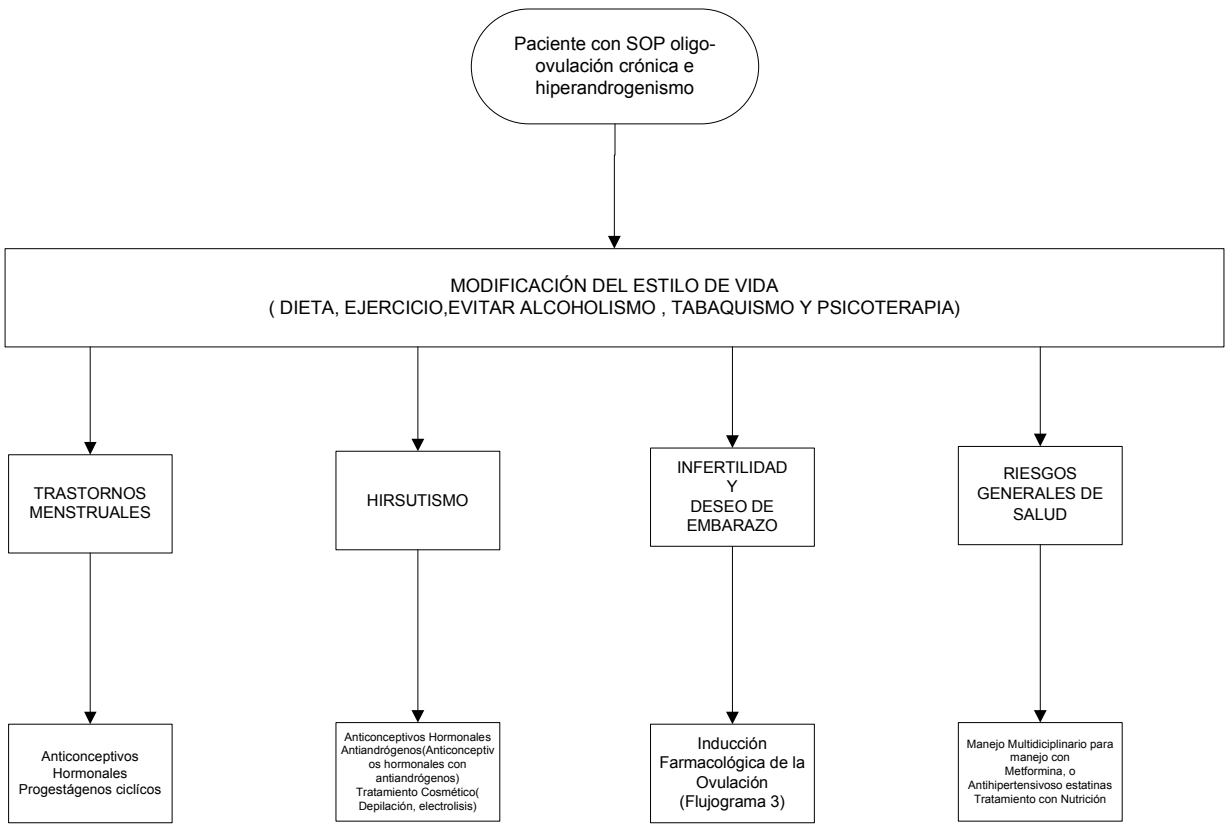 Paciente con SOP oligo-
ovulación crónica e
hiperandrogenismo
MODIFICACIÓN DEL ESTILO DE VIDA
( DIETA, EJERCICIO,EVITAR ALCOHOLISMO , TABAQUISMO Y PSICOTERAPIA)
TRASTORNOS
MENSTRUALES
HIRSUTISMO
INFERTILIDAD
Y
DESEO DE
EMBARAZO
RIESGOS
GENERALES DE
SALUD
Anticonceptivos
Hormonales
Progestágenos ciclícos
Anticonceptivos Hormonales
Antiandrógenos(Anticonceptiv
os hormonales con
antiandrógenos)
Tratamiento Cosmético(
Depilación, electrolisis)
Inducción
Farmacológica de la
Ovulación
(Flujograma 3)
Manejo Multidiciplinario para
manejo con
Metformina, o
Antihipertensivoso estatinas
Tratamiento con Nutrición